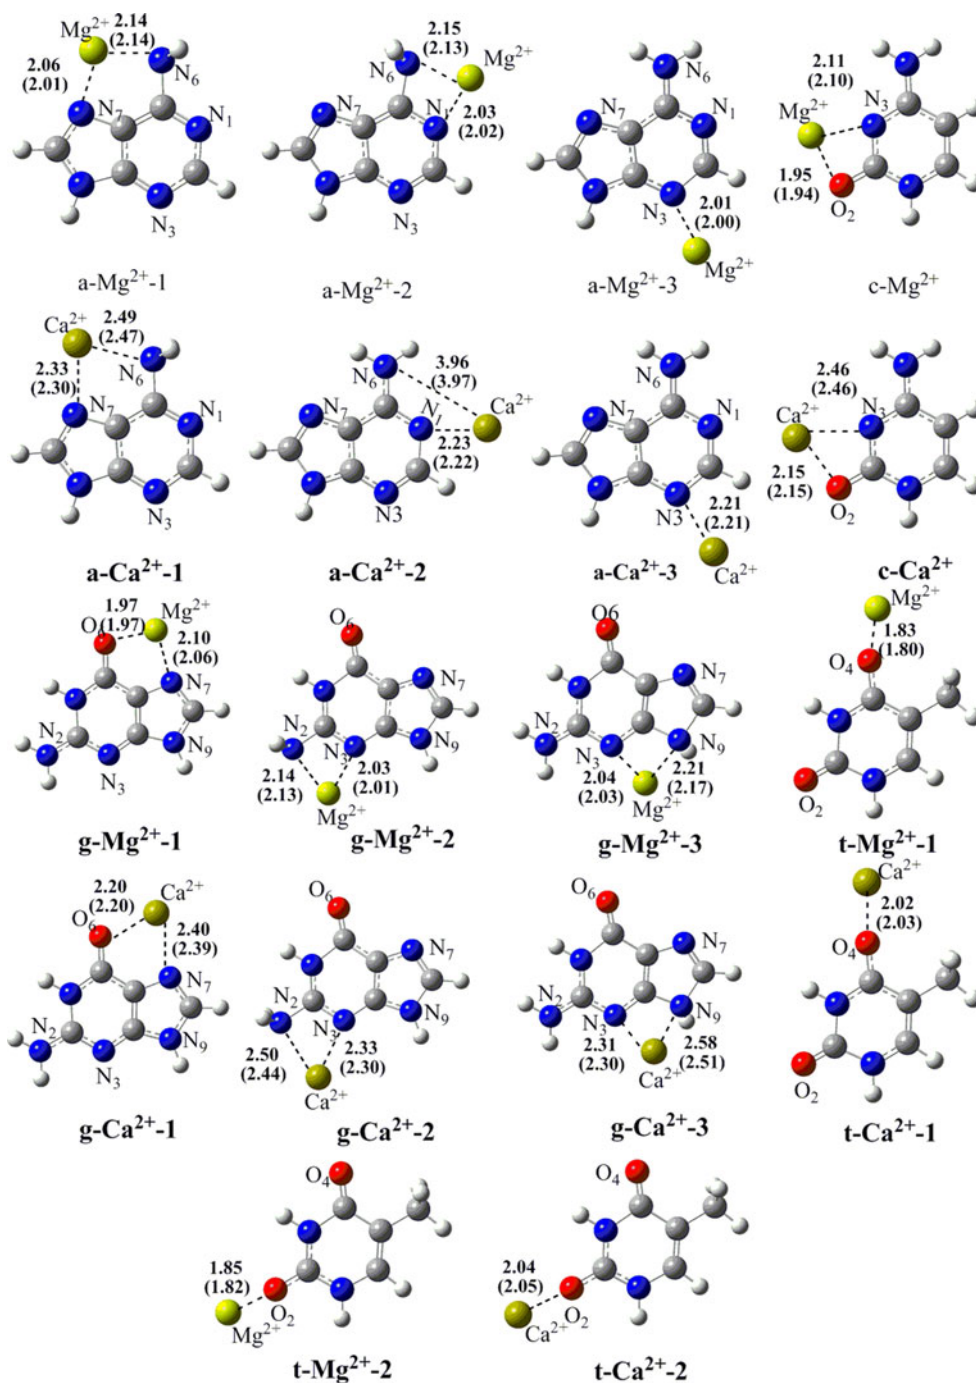 Mg²⁺
2.14
(2.14)
2.06
(2.01)
N₆
N₇
N₁
N₃
a-Mg²⁺-1
2.15
(2.13)
Mg²⁺
N₆
N₇
2.03
(2.02)
N₃
a-Mg²⁺-2
N₆
N₇
N₁
N₃
2.01
(2.00)
Mg²⁺
a-Mg²⁺-3
2.11
(2.10)
Mg²⁺
N₃
1.95
(1.94)
O₂
c-Mg²⁺
Ca²⁺
2.49
(2.47)
2.33
(2.30)
N₆
N₇
N₁
N₃
a-Ca²⁺-1
N₆
3.96
(3.97)
N₇
Ca²⁺
2.23
(2.22)
N3
a-Ca²⁺-2
N₆
N₇
N₁
N3
2.21
(2.21)
Ca²⁺
a-Ca²⁺-3
2.46
(2.46)
Ca²⁺
2.15
(2.15)
O₂
c-Ca²⁺
1.97
(1.97)
Mg²⁺
O₆
2.10
(2.06)
N₇
N₂
N₉
N₃
g-Mg²⁺-1
O₆
N₇
N₂
N₃
N₉
2.14
(2.13)
2.03
(2.01)
Mg²⁺
g-Mg²⁺-2
O6
N₇
N₂
N₃
N₉
2.04
(2.03)
2.21
(2.17)
Mg²⁺
g-Mg²⁺-3
Mg²⁺
1.83
(1.80)
O₄
O₂
t-Mg²⁺-1
2.20
(2.20)
Ca²⁺
O₆
2.40
(2.39)
N₇
N₂
N₉
N₃
g-Ca²⁺-1
O₆
N₇
N₂
N₃
N₉
2.50
(2.44)
2.33
(2.30)
Ca²⁺
g-Ca²⁺-2
O₆
N₇
N₂
N₃
N₉
2.31
(2.30)
2.58
(2.51)
Ca²⁺
g-Ca²⁺-3
Ca²⁺
2.02
(2.03)
O₄
O₂
t-Ca²⁺-1
O₄
1.85
(1.82)
O₂
Mg²⁺
t-Mg²⁺-2
O₄
2.04
(2.05)
O₂
Ca²⁺
t-Ca²⁺-2